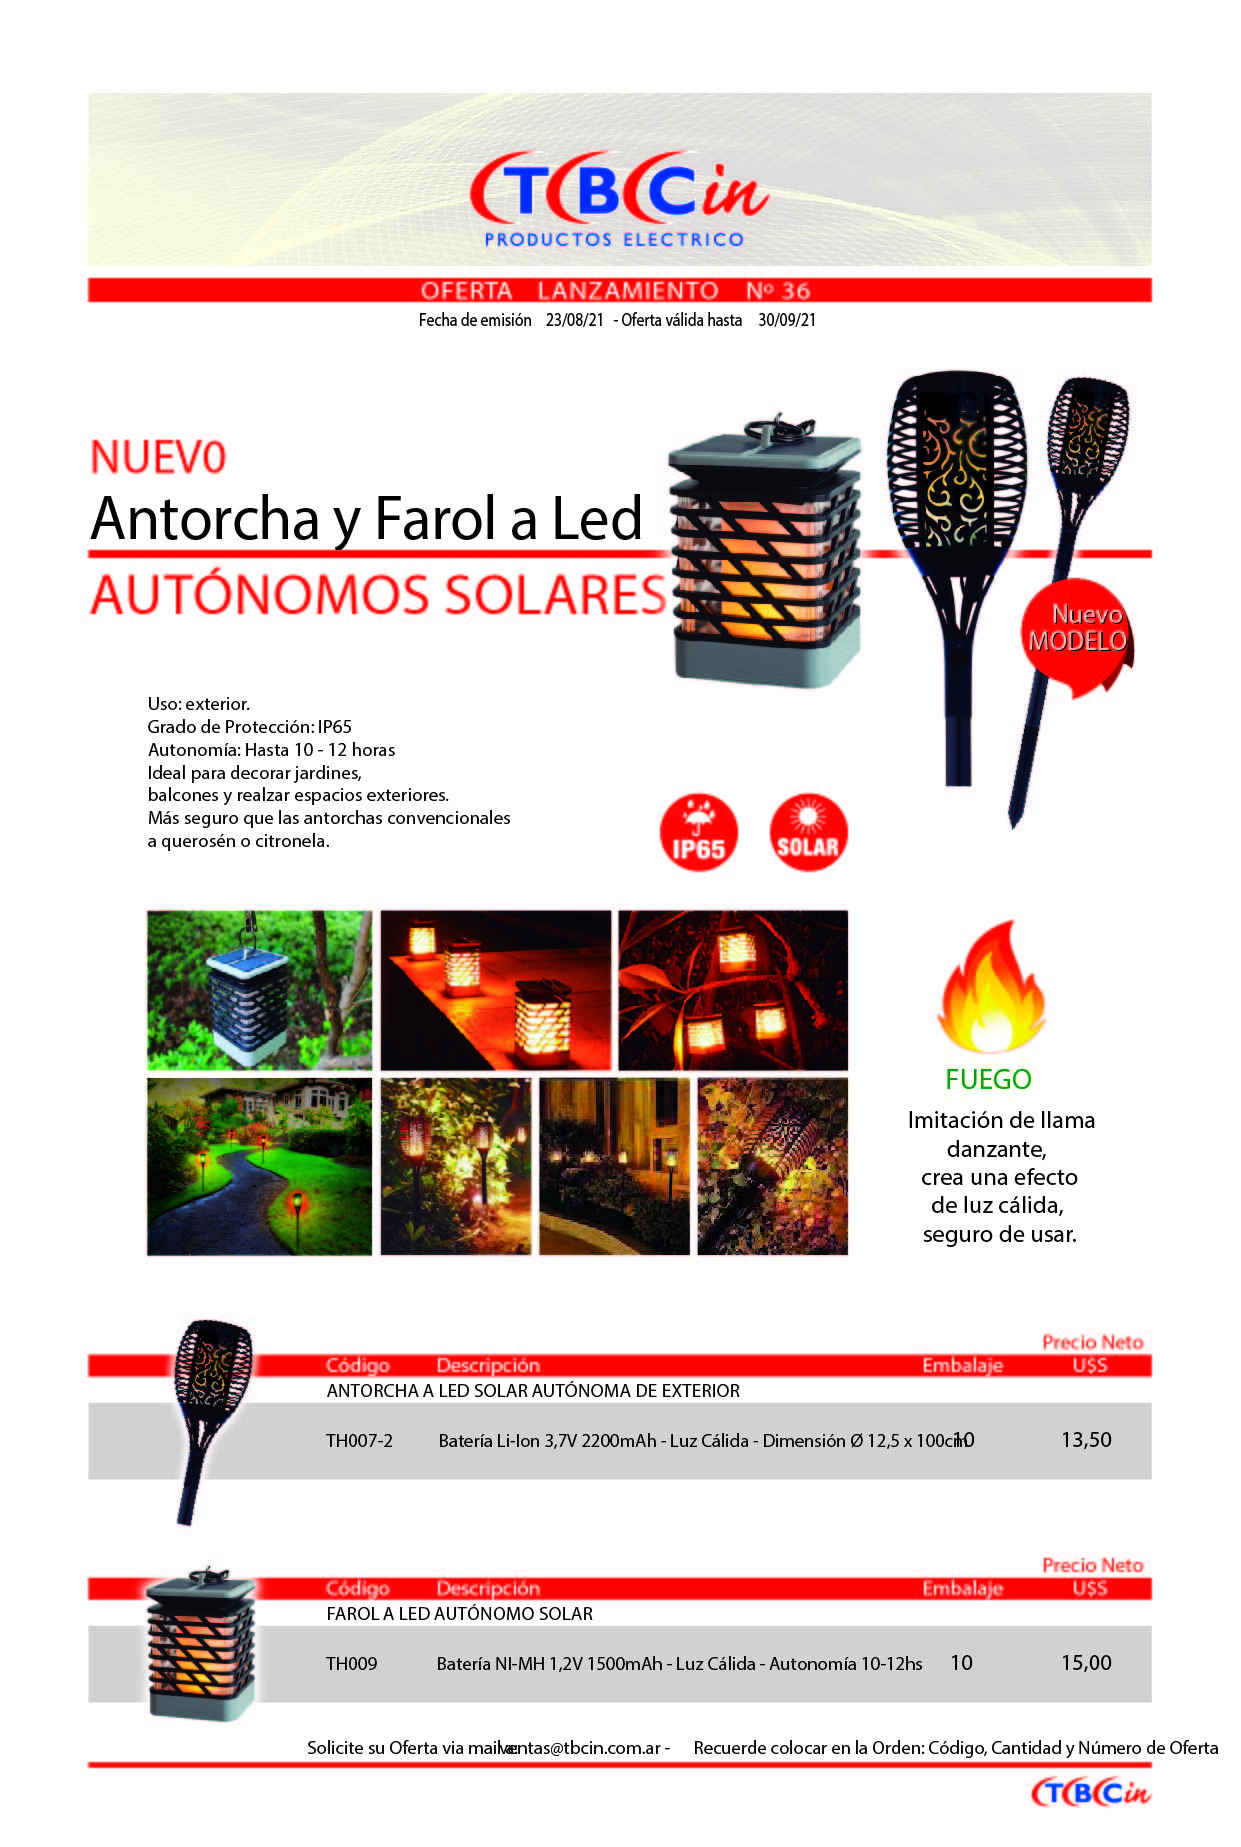 TBCin
PRODUCTOS ELECTRICO
OFERTA LANZAMIENTO Nº 36
Fecha de emisión 23/08/21 - Oferta válida hasta 30/09/21
NUEV0
Antorcha y Farol a Led
AUTÓNOMOS SOLARES
Nuevo
MODELO
Uso: exterior.
Grado de Protección: IP65
Autonomía: Hasta 10 - 12 horas
Ideal para decorar jardines,
balcones y realzar espacios exteriores.
Más seguro que las antorchas convencionales
a querosén o citronela.
IP65
SOLAR
FUEGO
Imitación de llama
danzante,
crea una efecto
de luz cálida,
seguro de usar.
Precio Neto
Código Descripción Embalaje U$S
ANTORCHA A LED SOLAR AUTÓNOMA DE EXTERIOR
TH007-2 Batería Li-Ion 3,7V 2200mAh - Luz Cálida - Dimensión Ø 12,5 x 100cm 10 13,50
Precio Neto
Código Descripción Embalaje U$S
FAROL A LED AUTÓNOMO SOLAR
TH009 Batería NI-MH 1,2V 1500mAh - Luz Cálida - Autonomía 10-12hs 10 15,00
Solicite su Oferta via mail a: ventas@tbcin.com.ar - Recuerde colocar en la Orden: Código, Cantidad y Número de Oferta
TBCin